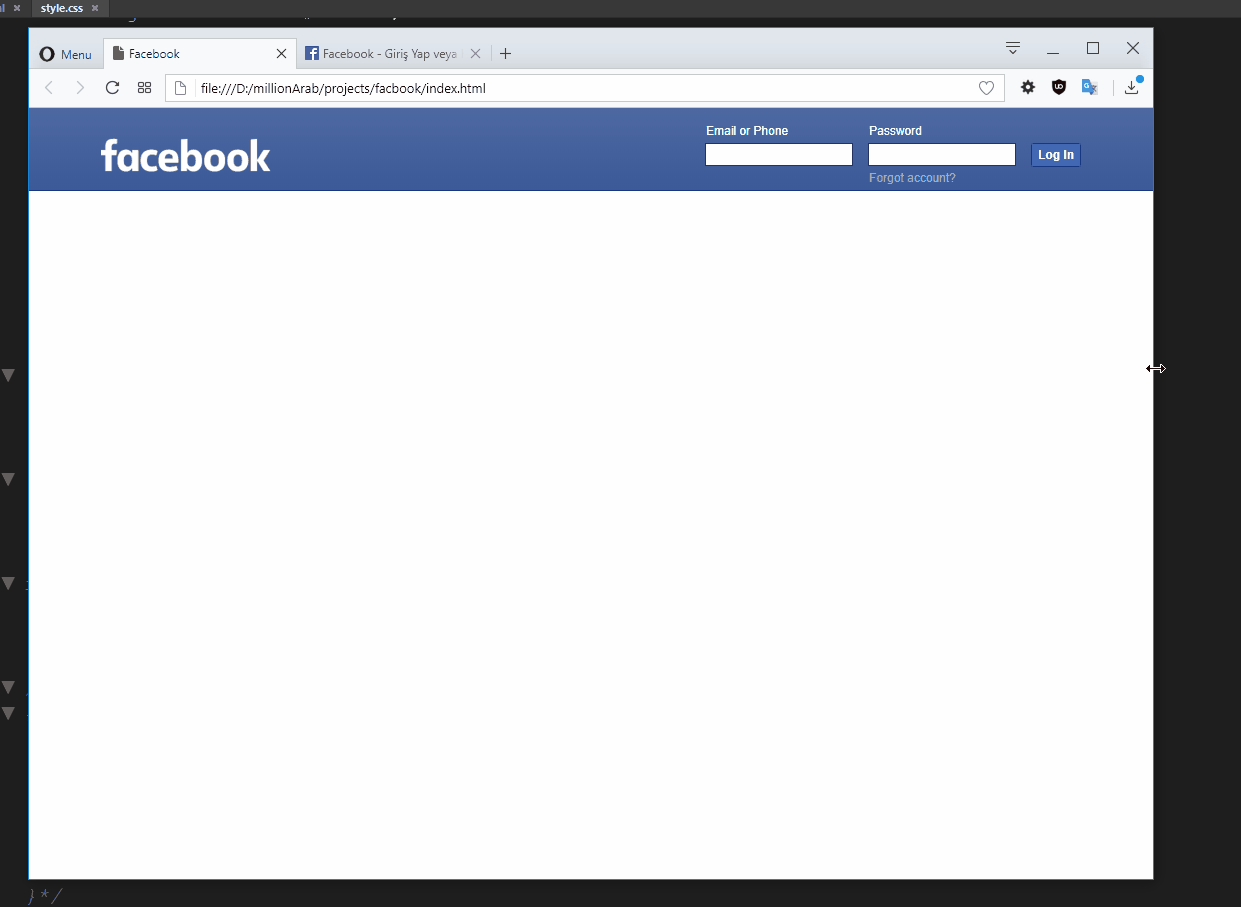 style.css
Menu
Facebook
Facebook - Giriş Yap veya
file:///D:/millionArab/projects/facbook/index.html
facebook
Email or Phone
Password
Log In
Forgot account?
}*/